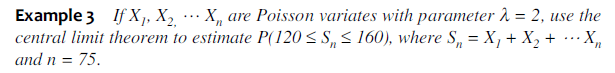 Example 3 If X₁, X₂, ⋯ Xₙ are Poisson variates with parameter λ = 2, use the
central limit theorem to estimate P(120 ≤ Sₙ ≤ 160), where Sₙ = X₁ + X₂ + ⋯ Xₙ
and n = 75.